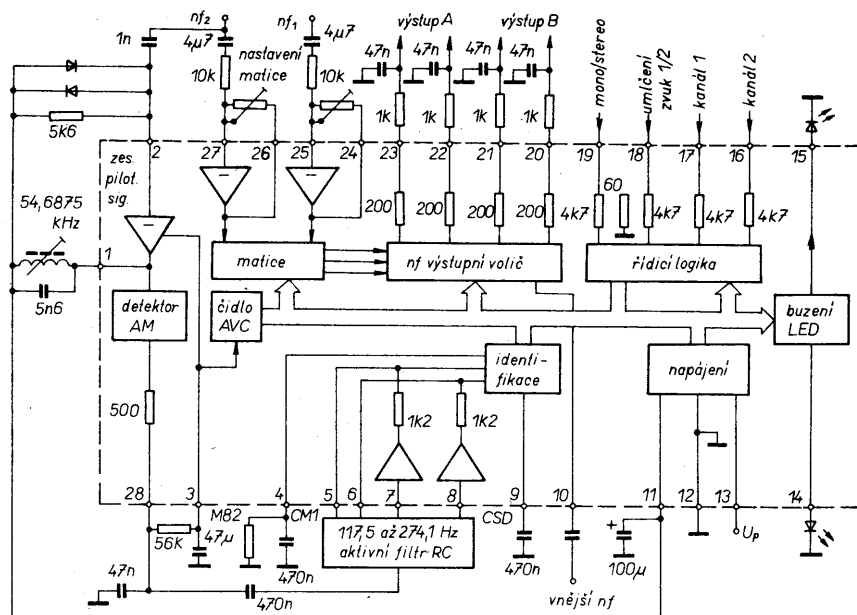 nf₂
nf₁
výstup A
výstup B
1n
4µ7
4µ7
47n
47n
47n
47n
nastavení
matice
10k
10k
1k
1k
1k
1k
mono/stereo
umlčení
zvuk 1/2
kanál 1
kanál 2
5k6
2
27
26
25
24
23
22
21
20
19
18
17
16
15
zes.
pilot.
sig.
54,6875
kHz
1
5n6
200
200
200
200
4k7
60
4k7
4k7
4k7
matice
nf výstupní volič
řídicí logika
detektor
AM
čidlo
AVC
identi-
fikace
napájení
buzení
LED
500
1k2
1k2
28
3
4
5
6
7
8
9
10
11
12
13
14
M82
CM1
CSD
56k
47µ
470n
117,5 až 274,1 Hz
aktivní filtr RC
470n
100µ
+
Up
47n
470n
vnější nf